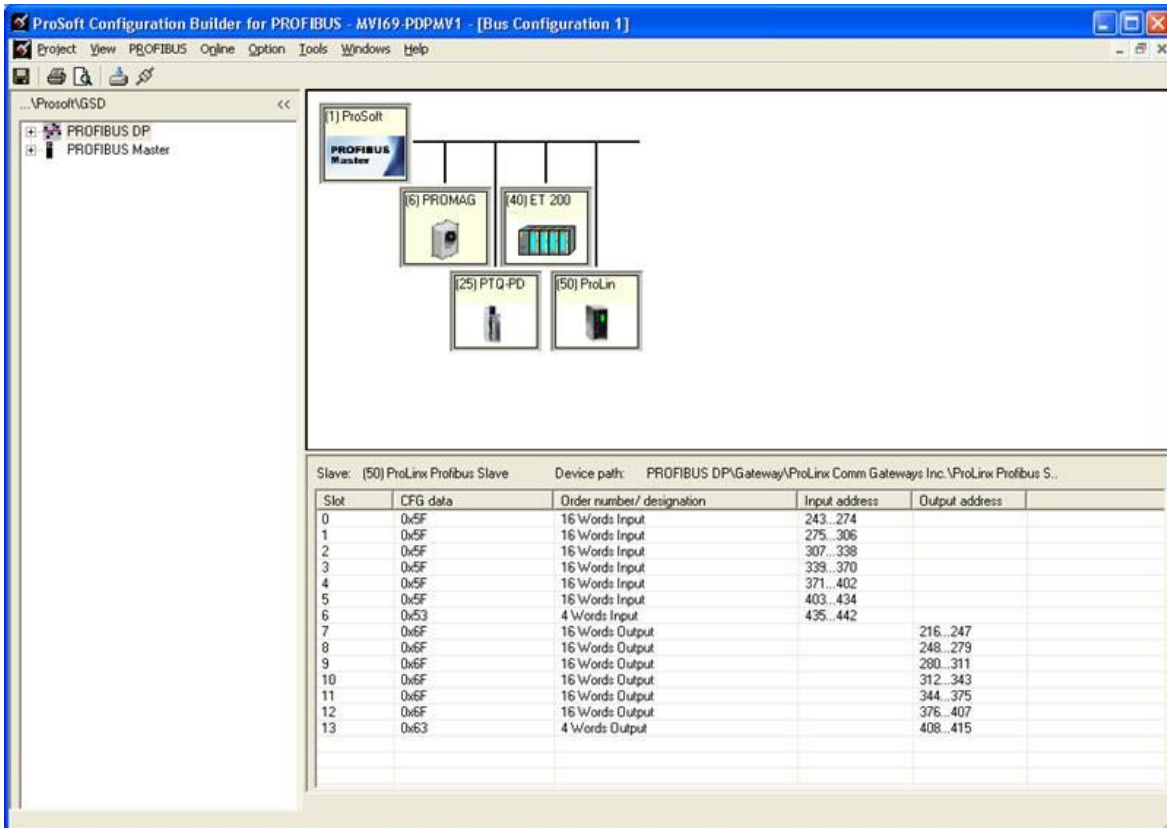 ProSoft Configuration Builder for PROFIBUS - MVI69-PDPMV1 - [Bus Configuration 1]
Project View PROFIBUS Online Option Tools Windows Help
...\Prosoft\GSD <<
PROFIBUS DP
PROFIBUS Master
(1) ProSoft
PROFIBUS
Master
(6) PROMAG
(40) ET 200
(25) PTQ-PD
(50) ProLin
Slave: (50) ProLinx Profibus Slave Device path: PROFIBUS DP\Gateway\ProLinx Comm Gateways Inc.\ProLinx Profibus S..
Slot CFG data Order number/ designation Input address Output address
0 0x5F 16 Words Input 243...274
1 0x5F 16 Words Input 275...306
2 0x5F 16 Words Input 307...338
3 0x5F 16 Words Input 339...370
4 0x5F 16 Words Input 371...402
5 0x5F 16 Words Input 403...434
6 0x53 4 Words Input 435...442
7 0x6F 16 Words Output 216...247
8 0x6F 16 Words Output 248...279
9 0x6F 16 Words Output 280...311
10 0x6F 16 Words Output 312...343
11 0x6F 16 Words Output 344...375
12 0x6F 16 Words Output 376...407
13 0x63 4 Words Output 408...415